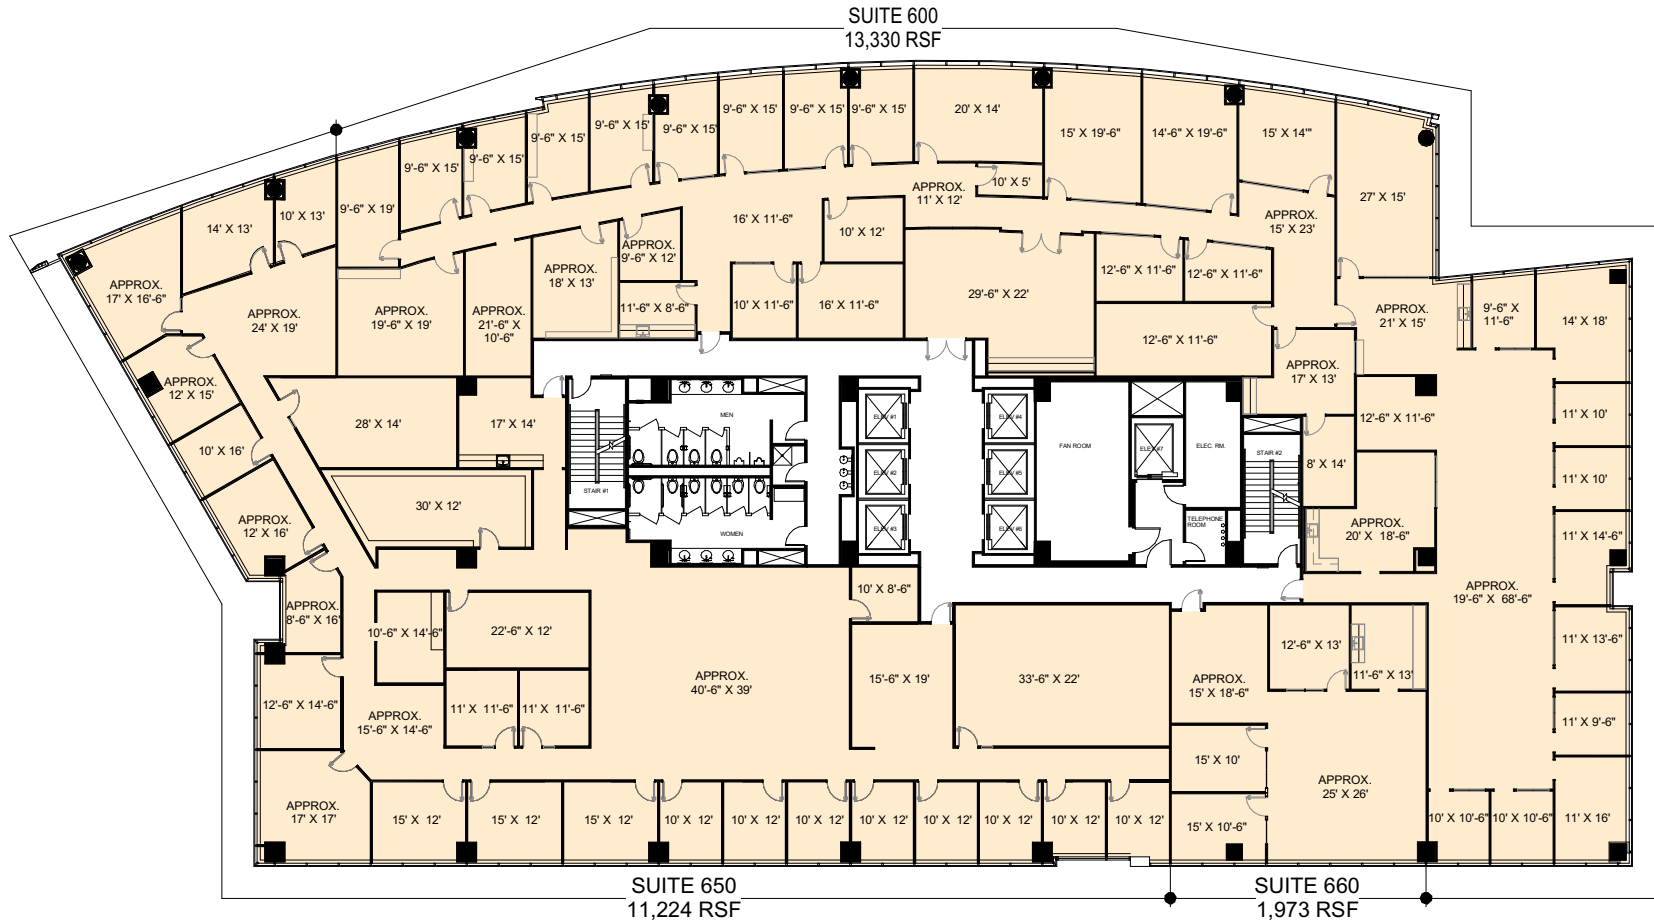 SUITE 600
13,330 RSF
9'-6" X 15'
9'-6" X 15'
9'-6" X 15'
20' X 14'
15' X 19'-6"
14'-6" X 19'-6"
15' X 14'"
9'-6" X 15'
9'-6" X 15'
9'-6" X 15'
9'-6" X 15'
9'-6" X 15'
9'-6" X 19'
10' X 13'
14' X 13'
27' X 15'
10' X 5'
APPROX.
11' X 12'
16' X 11'-6"
10' X 12'
APPROX.
15' X 23'
APPROX.
9'-6" X 12'
APPROX.
18' X 13'
APPROX.
17' X 16'-6"
APPROX.
24' X 19'
APPROX.
19'-6" X 19'
APPROX.
21'-6" X
10'-6"
11'-6" X 8'-6"
10' X 11'-6"
16' X 11'-6"
29'-6" X 22'
12'-6" X 11'-6"
12'-6" X 11'-6"
12'-6" X 11'-6"
APPROX.
21' X 15'
9'-6" X
11'-6"
14' X 18'
APPROX.
12' X 15'
APPROX.
17' X 13'
12'-6" X 11'-6"
11' X 10'
28' X 14'
17' X 14'
MEN
ELEV #1
ELEV #4
FAN ROOM
ELEV #7
ELEC. RM.
STAIR #2
8' X 14'
10' X 16'
ELEV #2
ELEV #5
11' X 10'
30' X 12'
STAIR #1
WOMEN
ELEV #3
ELEV #6
TELEPHONE
ROOM
APPROX.
20' X 18'-6"
11' X 14'-6"
APPROX.
12' X 16'
10' X 8'-6"
APPROX.
19'-6" X 68'-6"
APPROX.
8'-6" X 16'
10'-6" X 14'-6"
22'-6" X 12'
12'-6" X 13'
11'-6" X 13'
11' X 13'-6"
APPROX.
40'-6" X 39'
15'-6" X 19'
33'-6" X 22'
APPROX.
15' X 18'-6"
12'-6" X 14'-6"
APPROX.
15'-6" X 14'-6"
11' X 11'-6"
11' X 11'-6"
11' X 9'-6"
15' X 10'
APPROX.
25' X 26'
APPROX.
17' X 17'
15' X 12'
15' X 12'
15' X 12'
10' X 12'
10' X 12'
10' X 12'
10' X 12'
10' X 12'
10' X 12'
10' X 12'
10' X 12'
15' X 10'-6"
10' X 10'-6"
10' X 10'-6"
11' X 16'
SUITE 650
11,224 RSF
SUITE 660
1,973 RSF